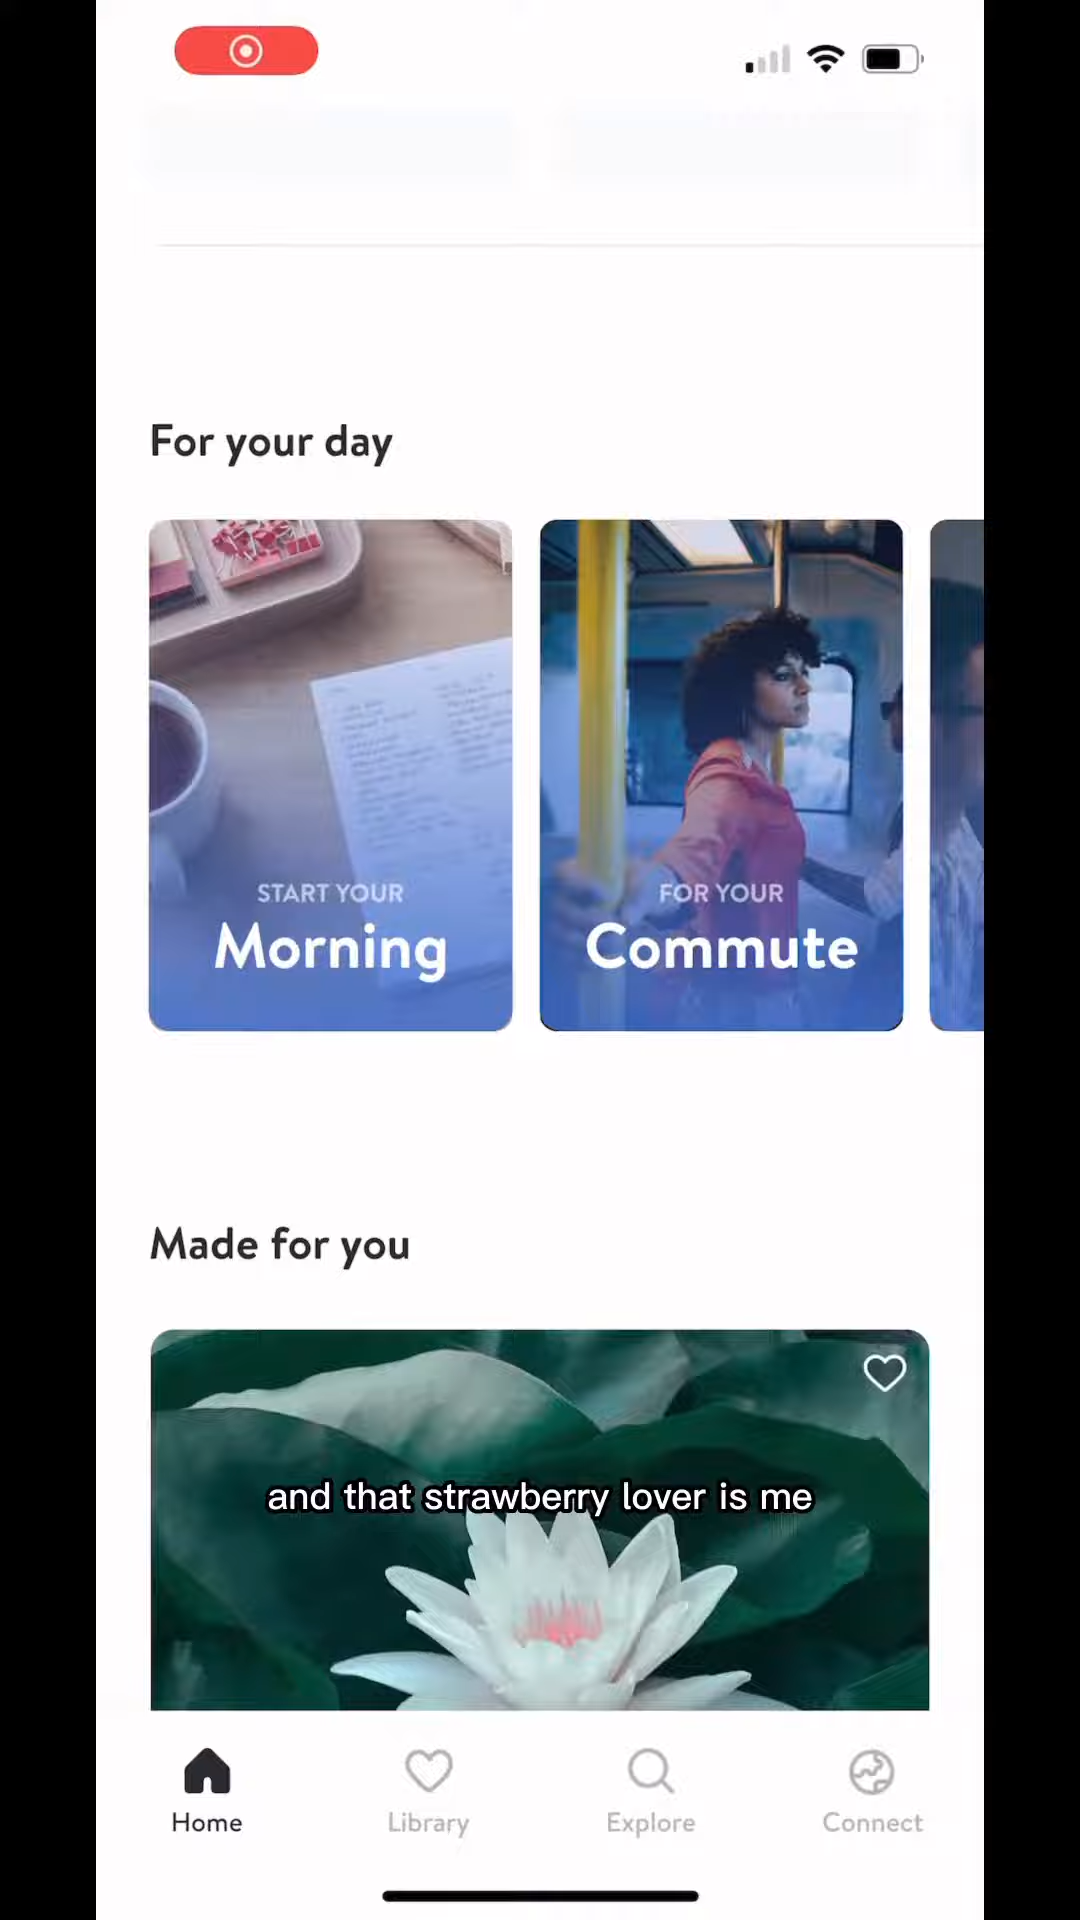 For your day
START YOUR
Morning
FOR YOUR
Commute
Made for you
and that strawberry lover is me
Home
Library
Explore
Connect